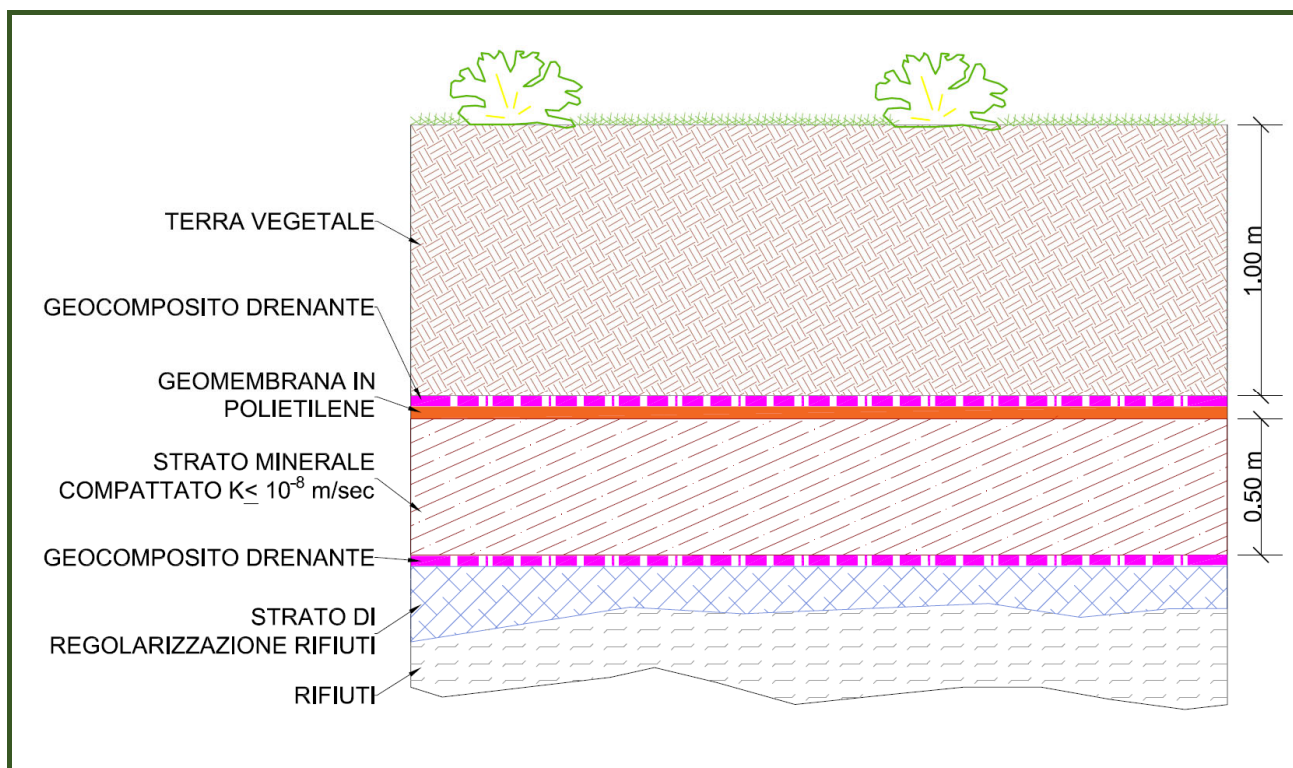 TERRA VEGETALE
GEOCOMPOSITO DRENANTE
GEOMEMBRANA IN
POLIETILENE
STRATO MINERALE
COMPATTATO K≤ 10⁻⁸ m/sec
GEOCOMPOSITO DRENANTE
STRATO DI
REGOLARIZZAZIONE RIFIUTI
RIFIUTI
1.00 m
0.50 m